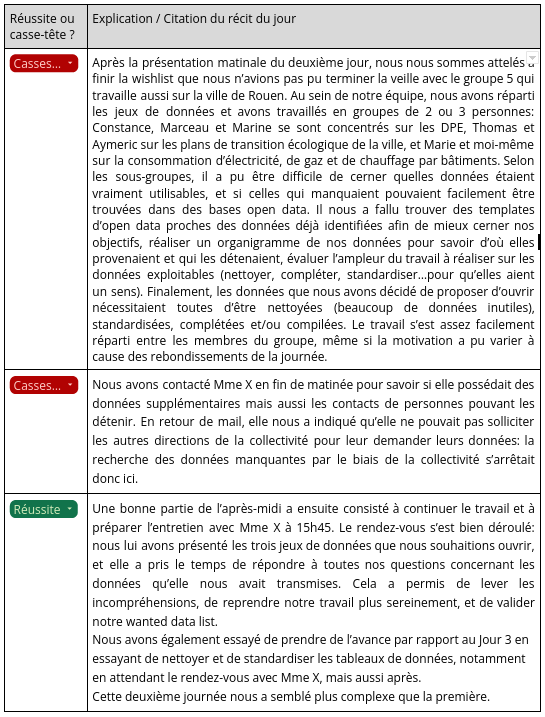 Réussite ou
casse-tête ?
Explication / Citation du récit du jour
Casses...
Après la présentation matinale du deuxième jour, nous nous sommes attelés à
finir la wishlist que nous n'avions pas pu terminer la veille avec le groupe 5 qui
travaille aussi sur la ville de Rouen. Au sein de notre équipe, nous avons réparti
les jeux de données et avons travaillés en groupes de 2 ou 3 personnes:
Constance, Marceau et Marine se sont concentrés sur les DPE, Thomas et
Aymeric sur les plans de transition écologique de la ville, et Marie et moi-même
sur la consommation d'électricité, de gaz et de chauffage par bâtiments. Selon
les sous-groupes, il a pu être difficile de cerner quelles données étaient
vraiment utilisables, et si celles qui manquaient pouvaient facilement être
trouvées dans des bases open data. Il nous a fallu trouver des templates
d'open data proches des données déjà identifiées afin de mieux cerner nos
objectifs, réaliser un organigramme de nos données pour savoir d'où elles
provenaient et qui les détenaient, évaluer l'ampleur du travail à réaliser sur les
données exploitables (nettoyer, compléter, standardiser...pour qu'elles aient
un sens). Finalement, les données que nous avons décidé de proposer d'ouvrir
nécessitaient toutes d'être nettoyées (beaucoup de données inutiles),
standardisées, complétées et/ou compilées. Le travail s'est assez facilement
réparti entre les membres du groupe, même si la motivation a pu varier à
cause des rebondissements de la journée.
Casses...
Nous avons contacté Mme X en fin de matinée pour savoir si elle possédait des
données supplémentaires mais aussi les contacts de personnes pouvant les
détenir. En retour de mail, elle nous a indiqué qu'elle ne pouvait pas solliciter
les autres directions de la collectivité pour leur demander leurs données: la
recherche des données manquantes par le biais de la collectivité s'arrêtait
donc ici.
Réussite
Une bonne partie de l'après-midi a ensuite consisté à continuer le travail et à
préparer l'entretien avec Mme X à 15h45. Le rendez-vous s'est bien déroulé:
nous lui avons présenté les trois jeux de données que nous souhaitions ouvrir,
et elle a pris le temps de répondre à toutes nos questions concernant les
données qu'elle nous avait transmises. Cela a permis de lever les
incompréhensions, de reprendre notre travail plus sereinement, et de valider
notre wanted data list.
Nous avons également essayé de prendre de l'avance par rapport au Jour 3 en
essayant de nettoyer et de standardiser les tableaux de données, notamment
en attendant le rendez-vous avec Mme X, mais aussi après.
Cette deuxième journée nous a semblé plus complexe que la première.